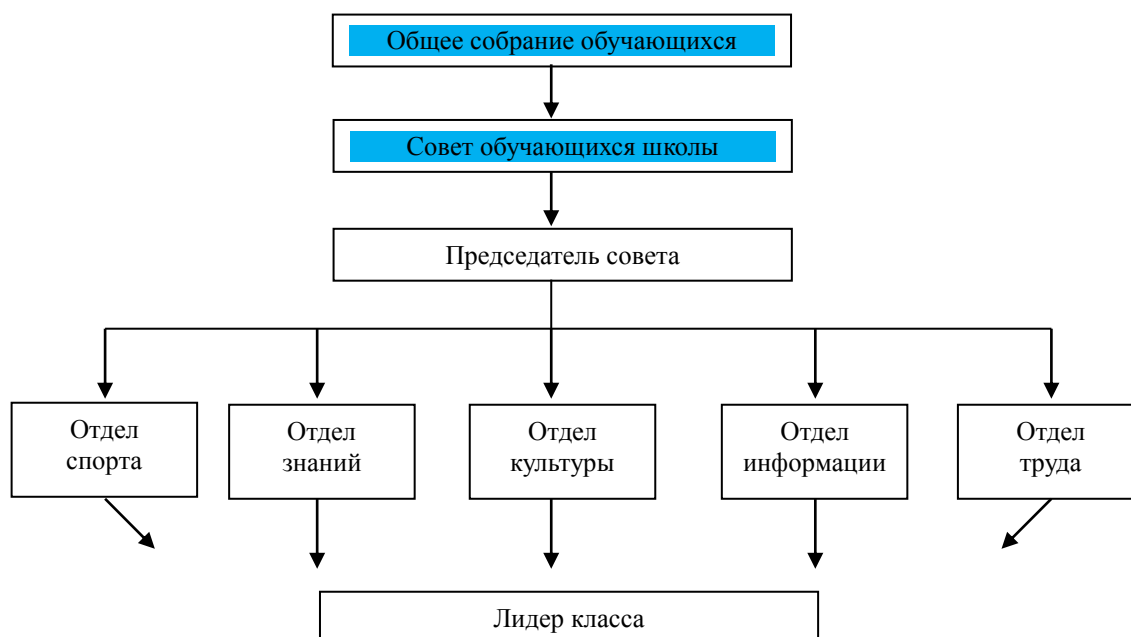 Общее собрание обучающихся
Совет обучающихся школы
Председатель совета
Отдел
спорта
Отдел
знаний
Отдел
культуры
Отдел
информации
Отдел
труда
Лидер класса